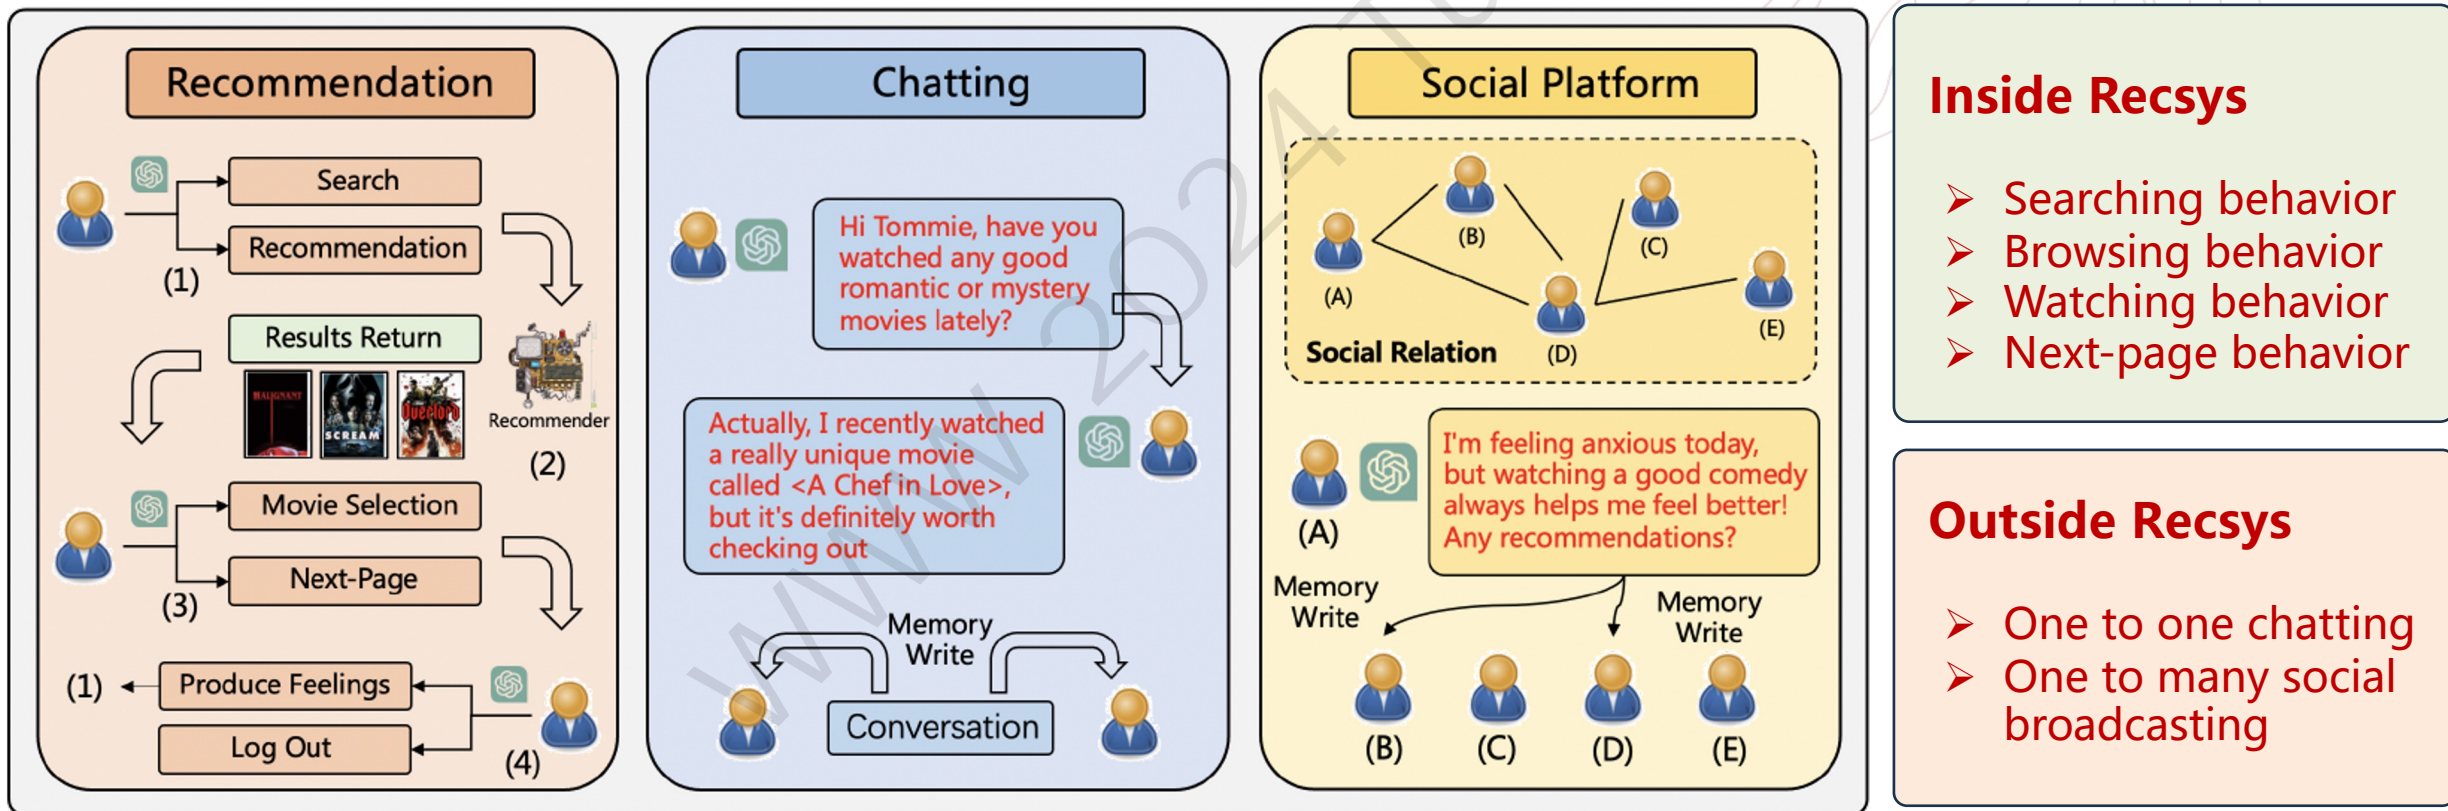 Recommendation
Search
Recommendation
(1)
Results Return
MALIGNANT
SCREAM
Overlord
Recommender
(2)
Movie Selection
Next-Page
(3)
(1)
Produce Feelings
Log Out
(4)
Chatting
Hi Tommie, have you
watched any good
romantic or mystery
movies lately?
Actually, I recently watched
a really unique movie
called <A Chef in Love>,
but it's definitely worth
checking out
Memory
Write
Conversation
Social Platform
(A)
(B)
(C)
(D)
(E)
Social Relation
(A)
I'm feeling anxious today,
but watching a good comedy
always helps me feel better!
Any recommendations?
Memory
Write
Memory
Write
(B)
(C)
(D)
(E)
Inside Recsys
➢ Searching behavior
➢ Browsing behavior
➢ Watching behavior
➢ Next-page behavior
Outside Recsys
➢ One to one chatting
➢ One to many social
broadcasting
WWW 2024